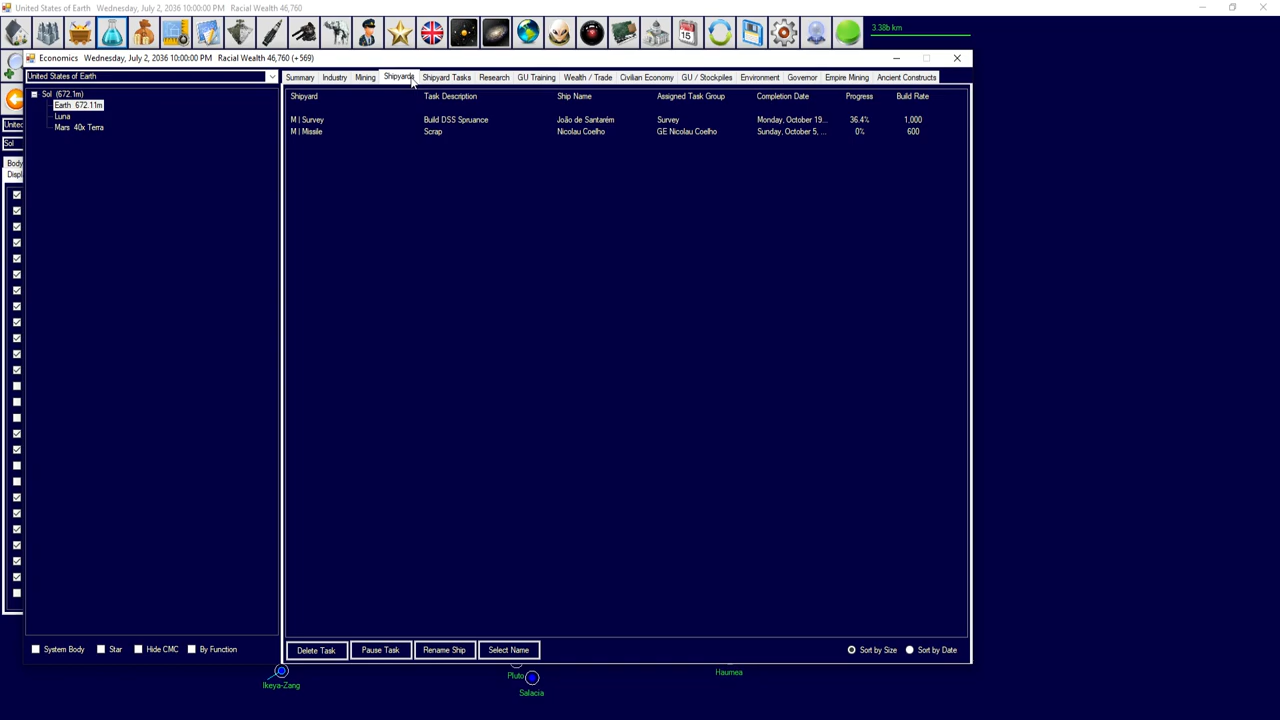 United States of Earth Wednesday, July 2, 2036 10:00:00 PM Racial Wealth 46,760
15
3.38b km
Economics Wednesday, July 2, 2036 10:00:00 PM Racial Wealth 46,760 (+569)
United States of Earth
Summary Industry Mining Shipyards Shipyard Tasks Research GU Training Wealth / Trade Civilian Economy GU / Stockpiles Environment Governor Empire Mining Ancient Constructs
Sol (672.1m)
Earth 672.11m
Luna
Mars 40x Terra
Shipyard Task Description Ship Name Assigned Task Group Completion Date Progress Build Rate
M | Survey Build DSS Spruance João de Santarém Survey Monday, October 19... 36.4% 1,000
M | Missile Scrap Nicolau Coelho GE Nicolau Coelho Sunday, October 5, ... 0% 600
Unitec
Sol
Body
Displ
System Body Star Hide CMC By Function
Delete Task Pause Task Rename Ship Select Name Sort by Size Sort by Date
Ikeya-Zang
Pluto
Salacia
Haumea